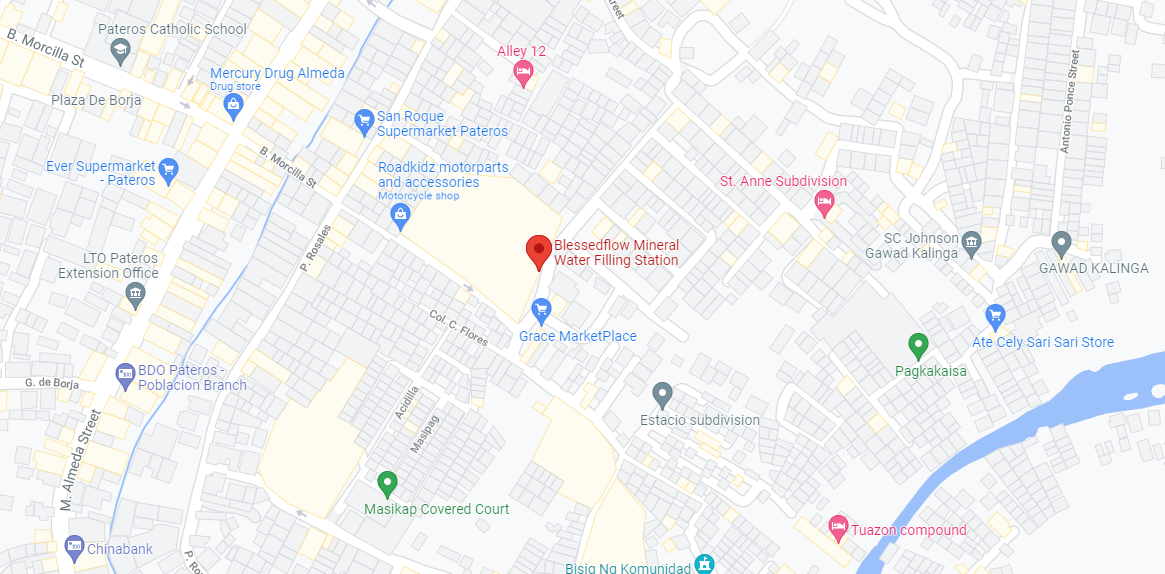 reet
Pateros Catholic School
B. Morcilla St
Alley 12
Mercury Drug Almeda
Drug store
Plaza De Borja
San Roque
Supermarket Pateros
Antonio Ponce Street
B. Morcilla St
Ever Supermarket
- Pateros
Roadkidz motorparts
and accessories
Motorcycle shop
St. Anne Subdivision
P. Rosales
SC Johnson
Gawad Kalinga
GAWAD KALINGA
Blessedflow Mineral
Water Filling Station
LTO Pateros
Extension Office
Col. C. Flores
Grace MarketPlace
Ate Cely Sari Sari Store
BDO Pateros -
Poblacion Branch
G. de Borja
Pagkakaisa
Acidilla
Masipag
Estacio subdivision
M. Almeda Street
Masikap Covered Court
Tuazon compound
Chinabank
P. Ro
Bisig Ng Komunidad